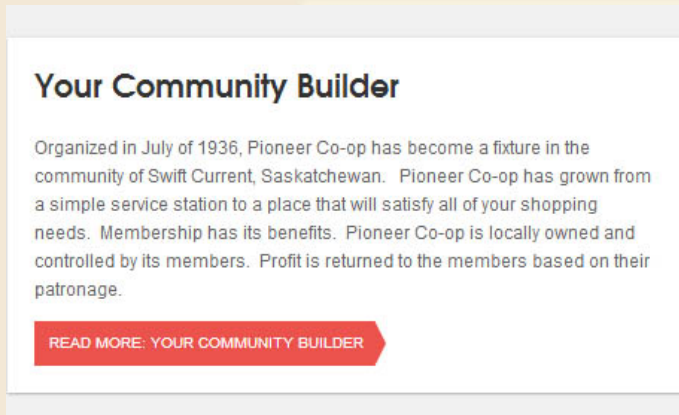 Your Community Builder
Organized in July of 1936, Pioneer Co-op has become a fixture in the
community of Swift Current, Saskatchewan.   Pioneer Co-op has grown from
a simple service station to a place that will satisfy all of your shopping
needs.  Membership has its benefits.  Pioneer Co-op is locally owned and
controlled by its members.  Profit is returned to the members based on their
patronage.
READ MORE: YOUR COMMUNITY BUILDER